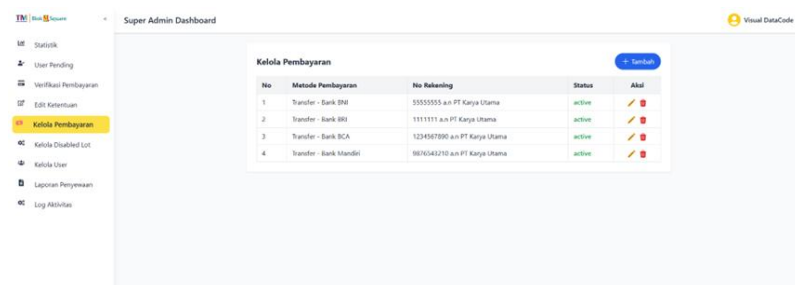 TM Blok M Square
Super Admin Dashboard
Visual DataCode
Statistik
User Pending
Verifikasi Pembayaran
Edit Ketentuan
Kelola Pembayaran
Kelola Disabled Lot
Kelola User
Laporan Penyewaan
Log Aktivitas
Kelola Pembayaran
+ Tambah
No Metode Pembayaran No Rekening Status Aksi
1 Transfer - Bank BNI 55555555 a.n PT Karya Utama active
2 Transfer - Bank BRI 1111111 a.n PT Karya Utama active
3 Transfer - Bank BCA 1234567890 a.n PT Karya Utama active
4 Transfer - Bank Mandiri 9876543210 a.n PT Karya Utama active